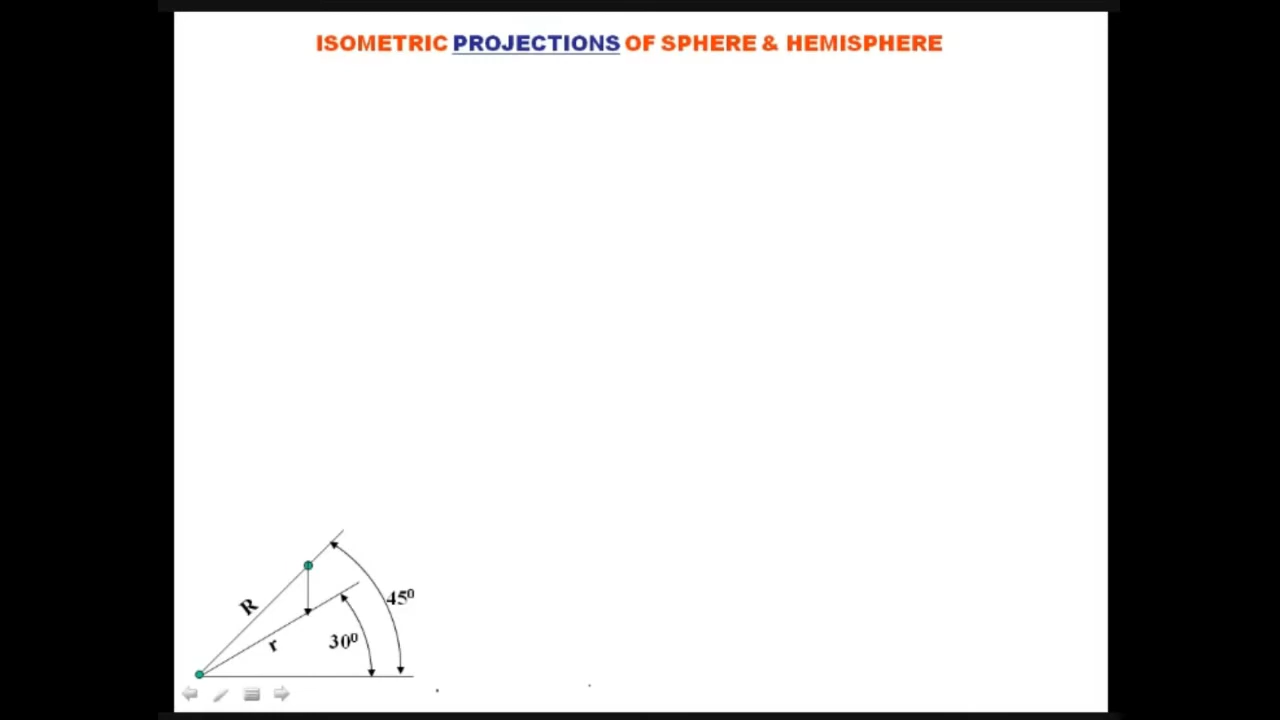 ISOMETRIC PROJECTIONS OF SPHERE & HEMISPHERE
45⁰
R
30⁰
r